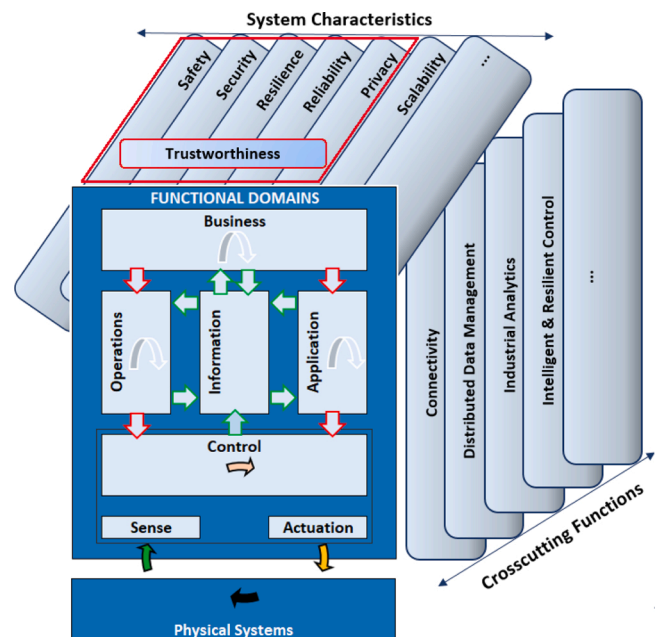 System Characteristics
Safety
Security
Resilience
Reliability
Privacy
Scalability
...
Trustworthiness
FUNCTIONAL DOMAINS
Business
Operations
Information
Application
Control
Sense
Actuation
Physical Systems
Connectivity
Distributed Data Management
Industrial Analytics
Intelligent & Resilient Control
...
Crosscutting Functions